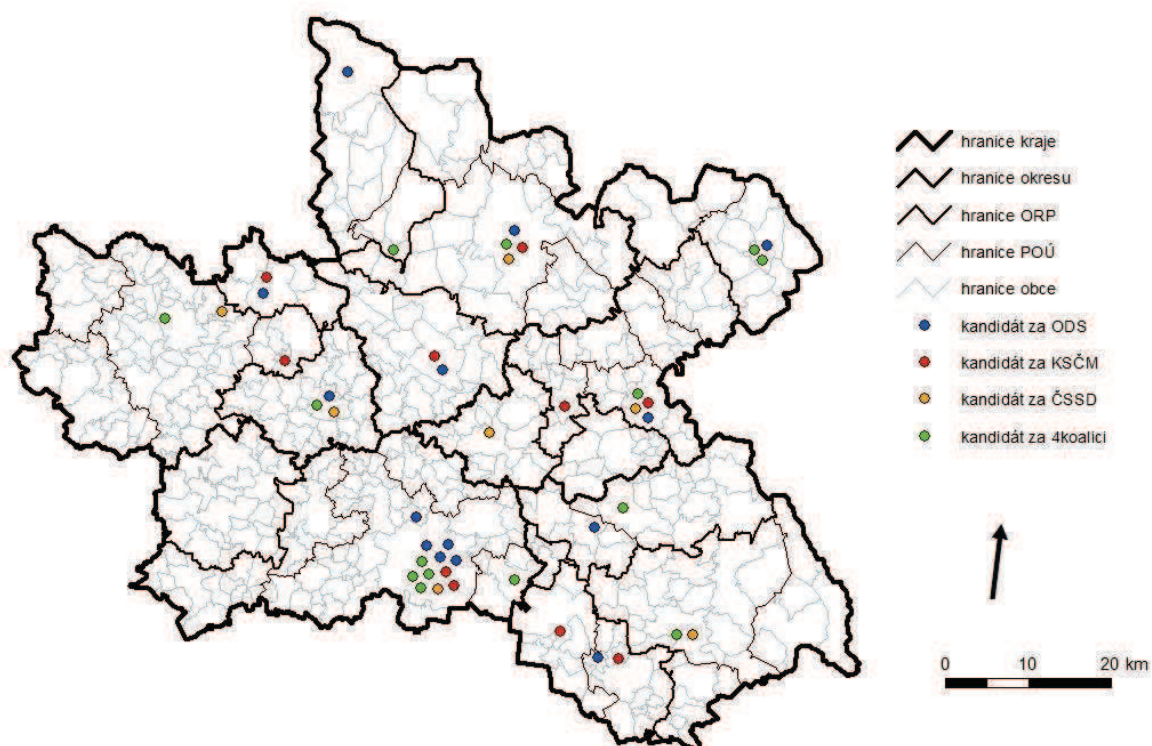 hranice kraje
hranice okresu
hranice ORP
hranice POÚ
hranice obce
kandidát za ODS
kandidát za KSČM
kandidát za ČSSD
kandidát za 4koalici
0 10 20 km